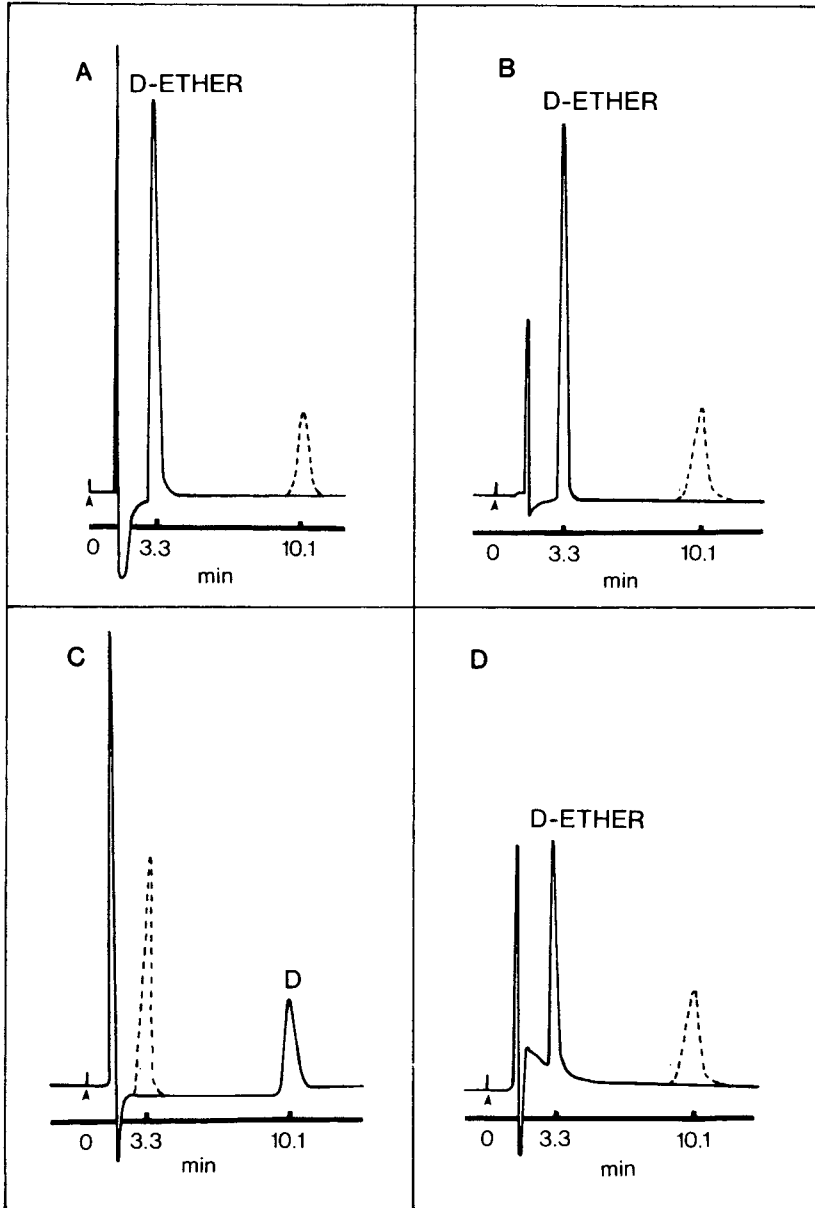 A
D-ETHER
0 3.3 10.1
min
B
D-ETHER
0 3.3 10.1
min
C
D
0 3.3 10.1
min
D
D-ETHER
0 3.3 10.1
min